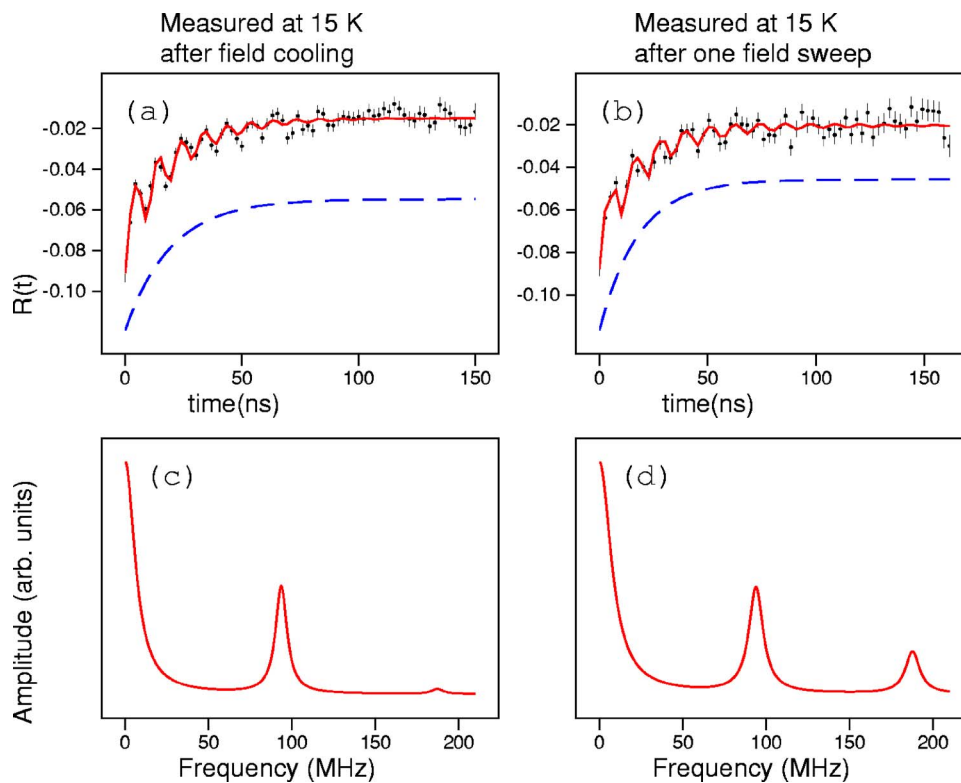 Measured at 15 K
after field cooling
Measured at 15 K
after one field sweep
(a)
(b)
-0.02
-0.04
-0.06
-0.08
-0.10
-0.02
-0.04
-0.06
-0.08
-0.10
R(t)
0 50 100 150
0 50 100 150
time(ns)
time(ns)
(c)
(d)
Amplitude (arb. units)
0 50 100 150 200
0 50 100 150 200
Frequency (MHz)
Frequency (MHz)